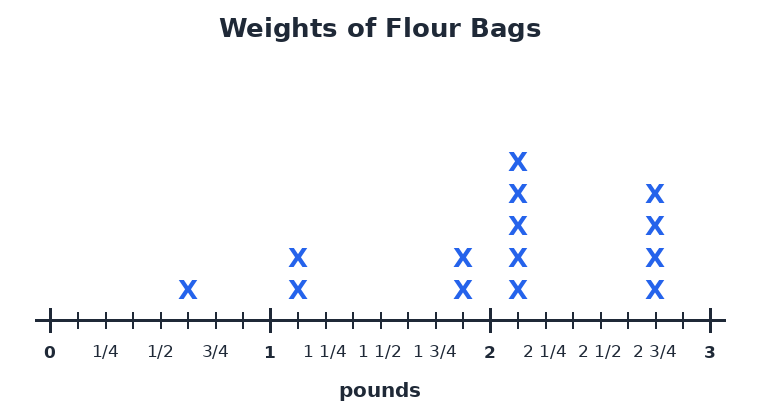 Weights of Flour Bags
X
X X
X X
X X X X
X X X X X
0 1/4 1/2 3/4 1 1 1/4 1 1/2 1 3/4 2 2 1/4 2 1/2 2 3/4 3
pounds